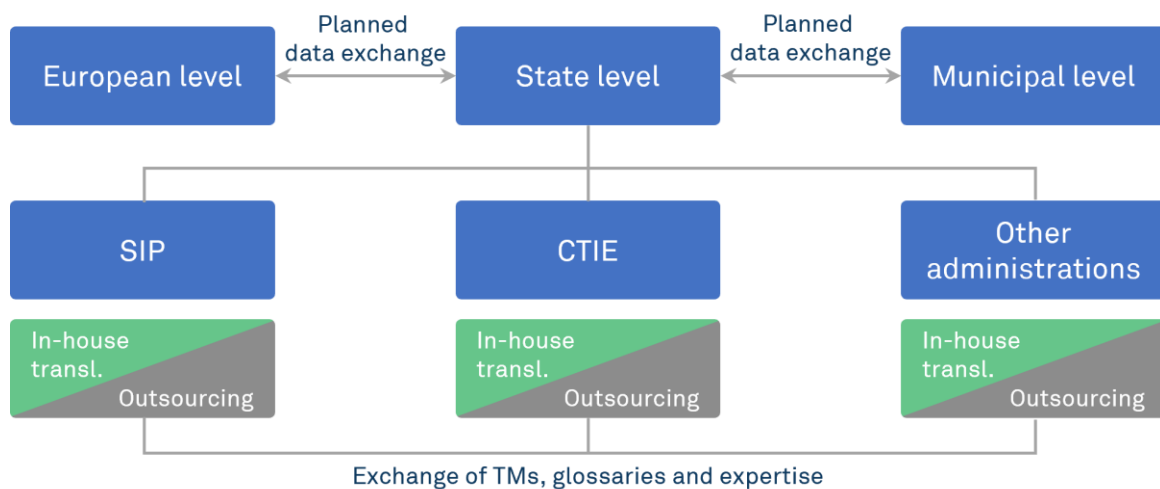 Planned
data exchange
Planned
data exchange
European level
State level
Municipal level
SIP
CTIE
Other
administrations
In-house
transl.
Outsourcing
In-house
transl.
Outsourcing
In-house
transl.
Outsourcing
Exchange of TMs, glossaries and expertise